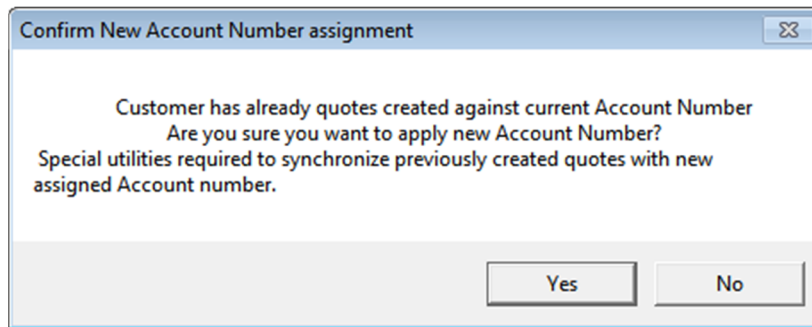 Confirm New Account Number assignment
Customer has already quotes created against current Account Number
Are you sure you want to apply new Account Number?
Special utilities required to synchronize previously created quotes with new
assigned Account number.
Yes No